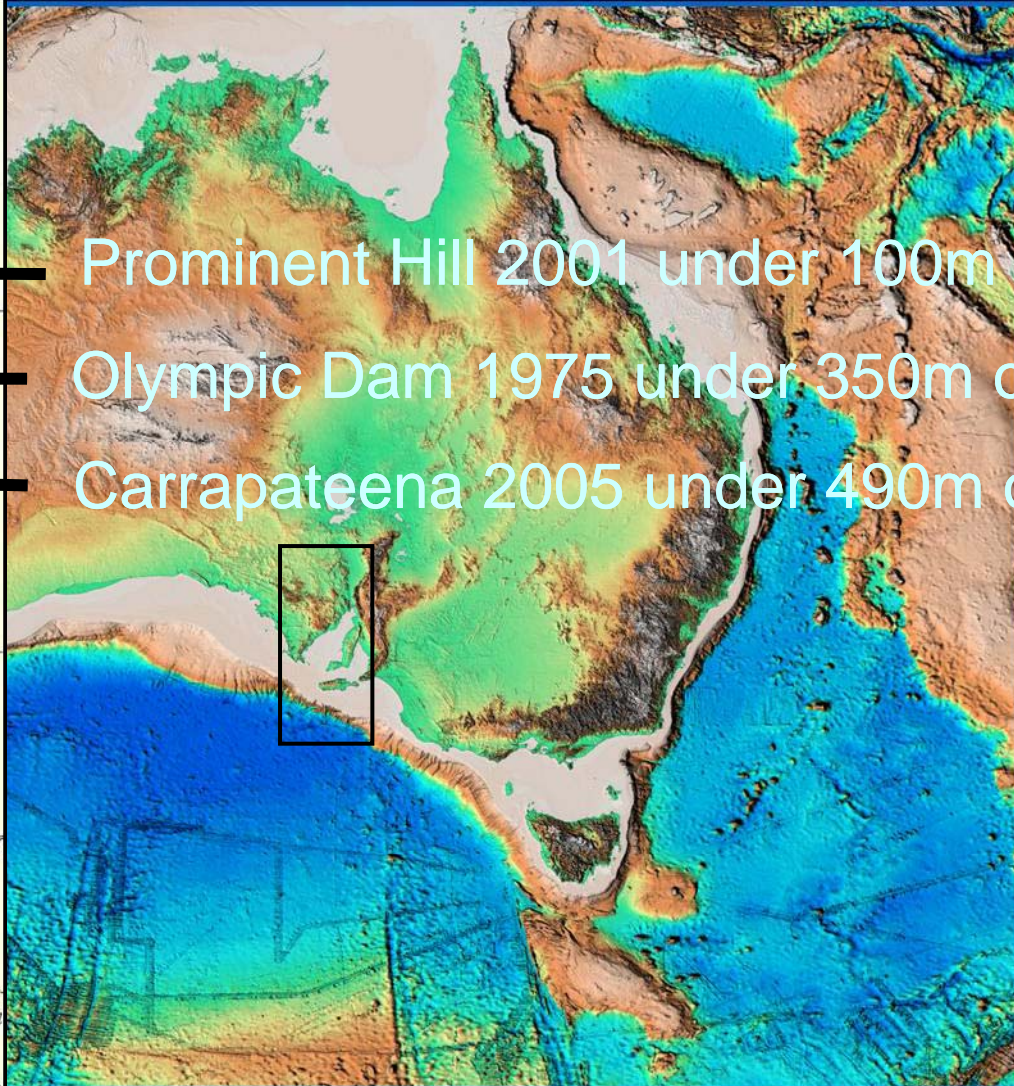 Prominent Hill 2001 under 100m
Olympic Dam 1975 under 350m
Carrapateena 2005 under 490m